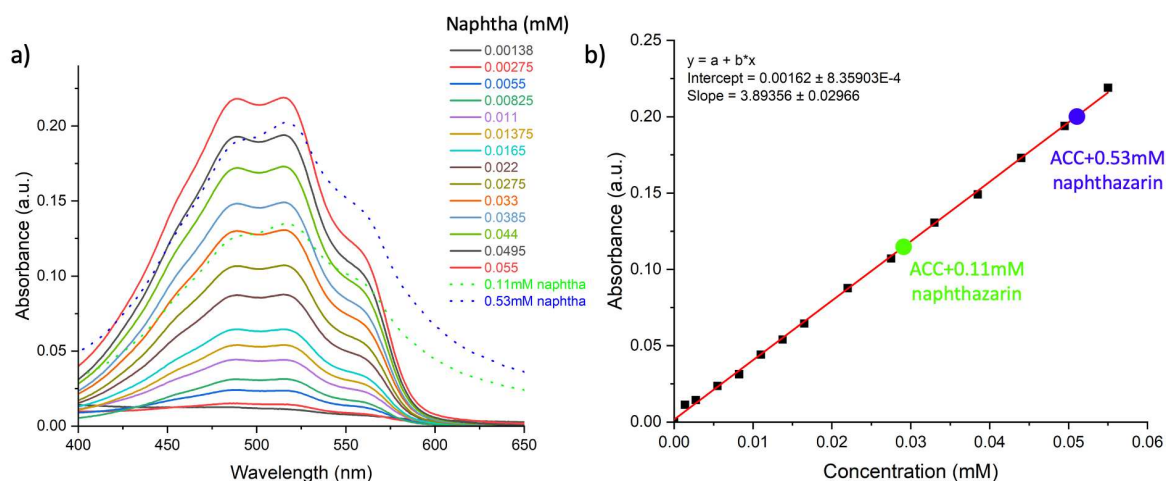 a)
Naphtha (mM)
0.00138
0.00275
0.0055
0.00825
0.011
0.01375
0.0165
0.022
0.0275
0.033
0.0385
0.044
0.0495
0.055
0.11mM naphtha
0.53mM naphtha
Absorbance (a.u.)
0.20
0.15
0.10
0.05
0.00
400
450
500
550
600
650
Wavelength (nm)
b)
y = a + b*x
Intercept = 0.00162 ± 8.35903E-4
Slope = 3.89356 ± 0.02966
ACC+0.53mM
naphthazarin
ACC+0.11mM
naphthazarin
Absorbance (a.u.)
0.25
0.20
0.15
0.10
0.05
0.00
0.00
0.01
0.02
0.03
0.04
0.05
0.06
Concentration (mM)